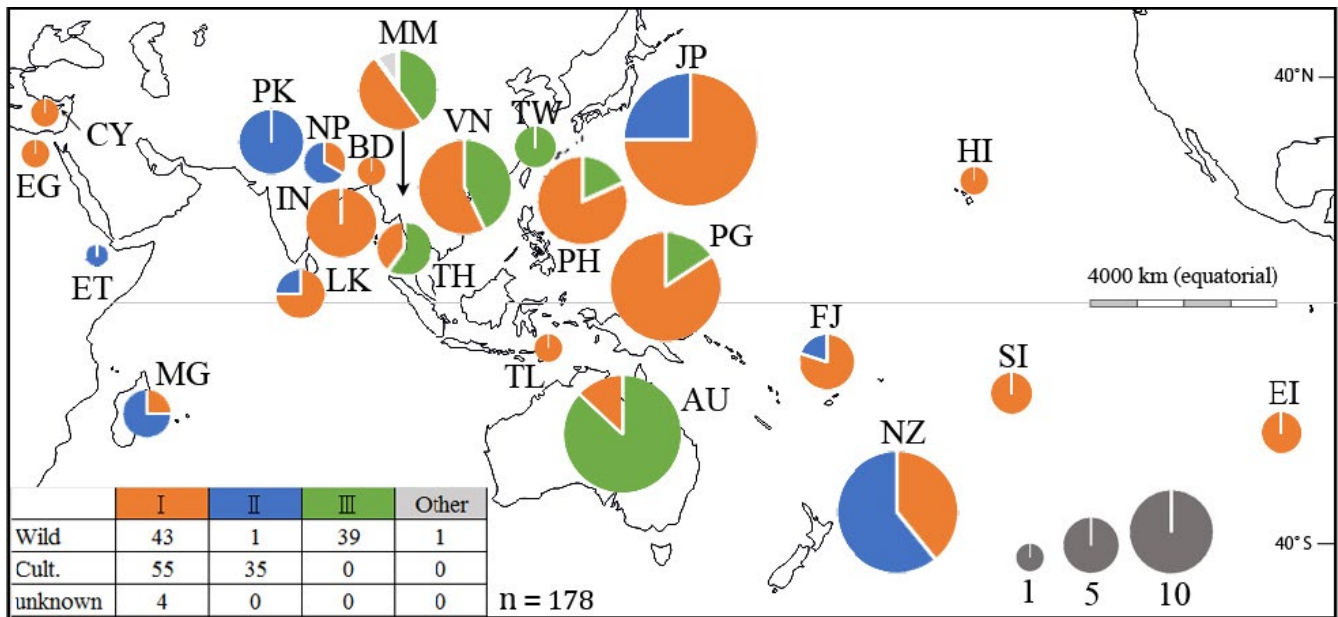 MM
JP
40°N
PK
TW
NP
VN
CY
BD
HI
EG
IN
PG
4000 km (equatorial)
ET
LK
TH
PH
FJ
SI
TL
MG
AU
EI
NZ
I II III Other
Wild 43 1 39 1
Cult. 55 35 0 0
unknown 4 0 0 0
n = 178
40°S
1 5 10